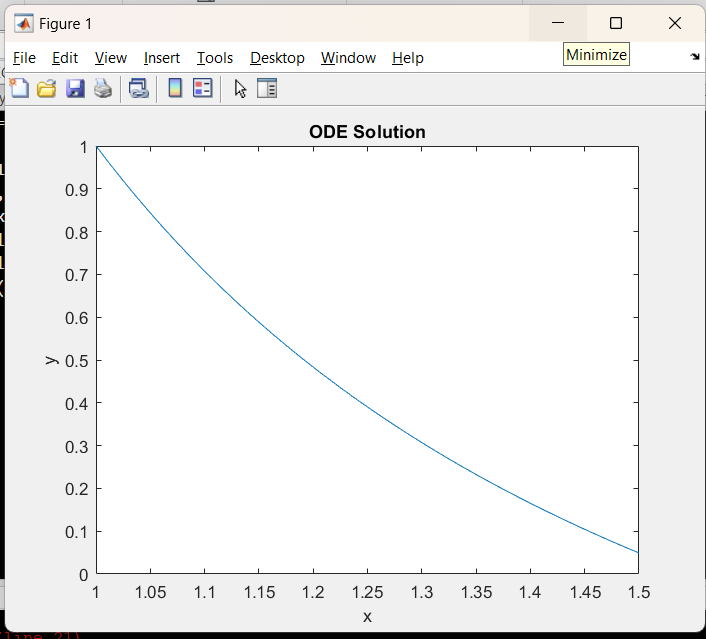 Figure 1
File Edit View Insert Tools Desktop Window Help
Minimize
ODE Solution
1
0.9
0.8
0.7
0.6
0.5
0.4
0.3
0.2
0.1
0
y
1 1.05 1.1 1.15 1.2 1.25 1.3 1.35 1.4 1.45 1.5
x
line 21)